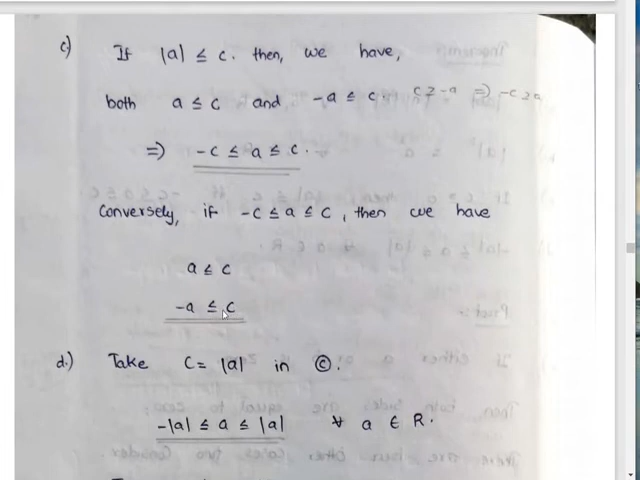 c) If |a| ≤ c. then, we have,
both a ≤ c and -a ≤ c. c ≥ -a ⇒ -c ≥ a
⇒) -c ≤ a ≤ c.
Conversely, if -c ≤ a ≤ c, then we have
a ≤ c
-a ≤ c
d.) Take C = |a| in ©.
-|a| ≤ a ≤ |a| ∀ a ∈ R.